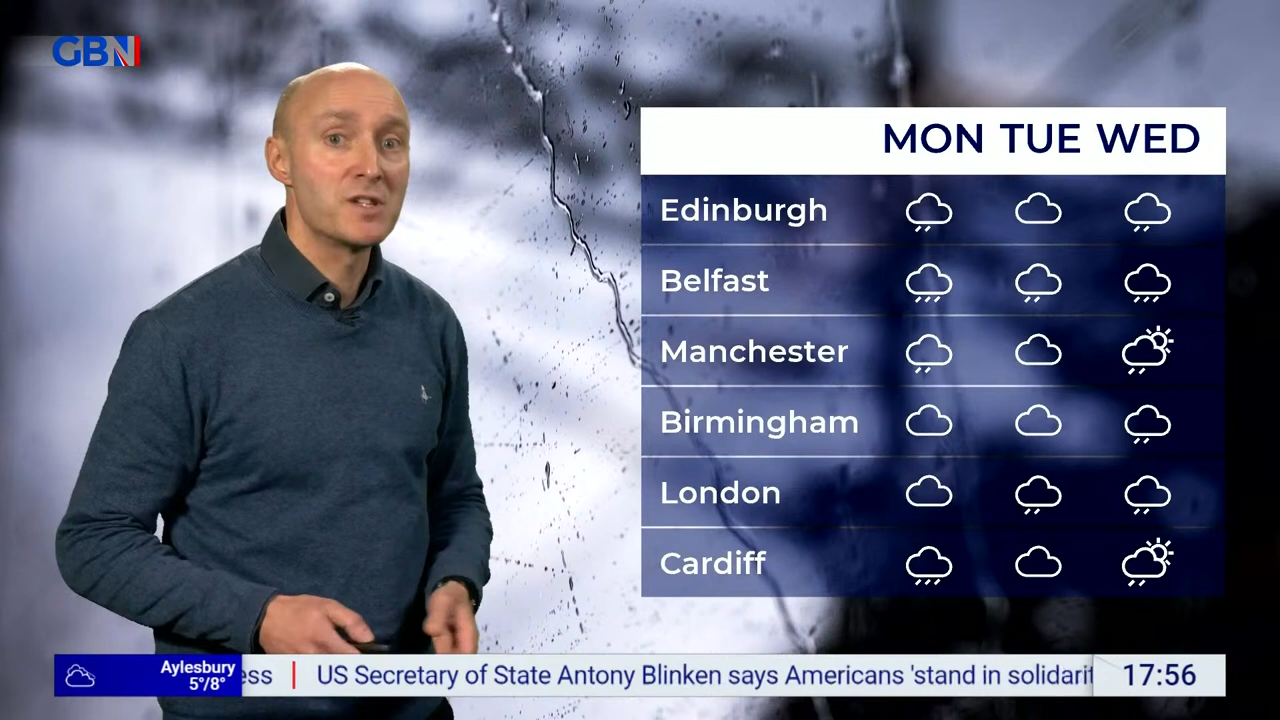 GBN
MON TUE WED
Edinburgh
Belfast
Manchester
Birmingham
London
Cardiff
Aylesbury
5°/8°
ess | US Secretary of State Antony Blinken says Americans 'stand in solidarit
17:56